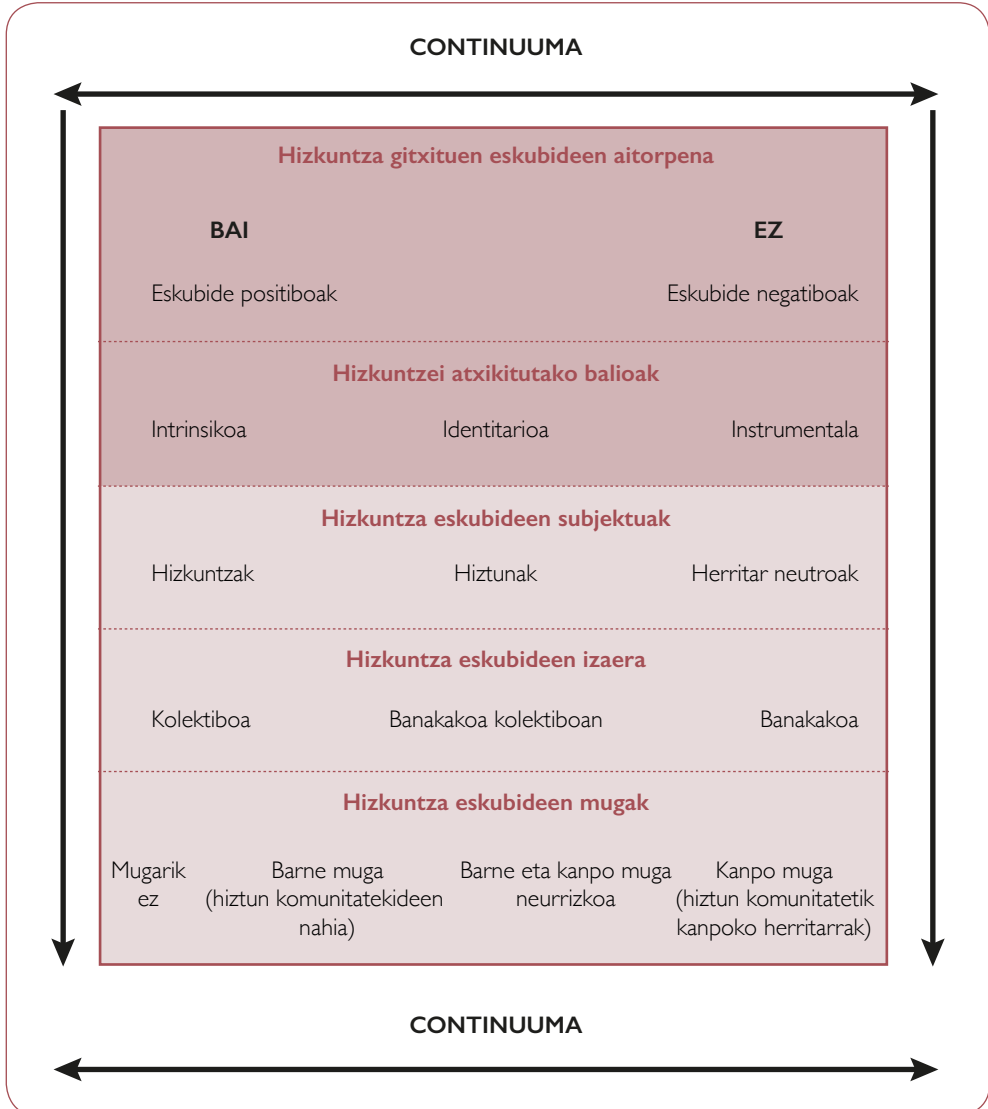 CONTINUUMA
Hizkuntza gitxituen eskubideen aitorpena
BAI EZ
Eskubide positiboak Eskubide negatiboak
Hizkuntzei atxikitutako balioak
Intrinsikoa Identitarioa Instrumentala
Hizkuntza eskubideen subjektuak
Hizkuntzak Hiztunak Herritar neutroak
Hizkuntza eskubideen izaera
Kolektiboa Banakakoa kolektiboan Banakakoa
Hizkuntza eskubideen mugak
Mugarik
ez
Barne muga
(hiztun komunitatekideen
nahia)
Barne eta kanpo muga
neurrizkoa
Kanpo muga
(hiztun komunitatetik
kanpoko herritarrak)
CONTINUUMA